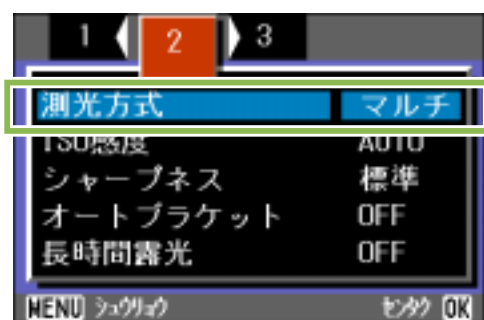 1 2 3
測光方式 マルチ
ISO感度 AUTO
シャープネス 標準
オートブラケット OFF
長時間露光 OFF
MENU シュウリョウ センタク OK